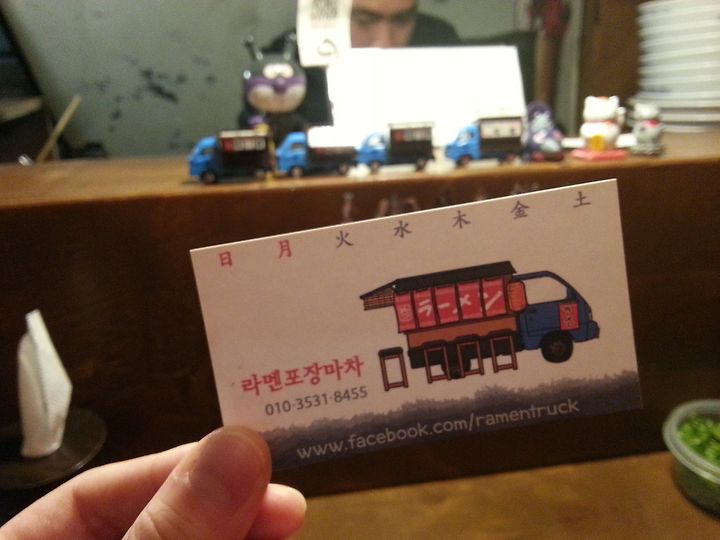 日 月 火 水 木 金 土
ラーメン
라멘포장마차
010·3531·8455
www.facebook.com/ramentruck